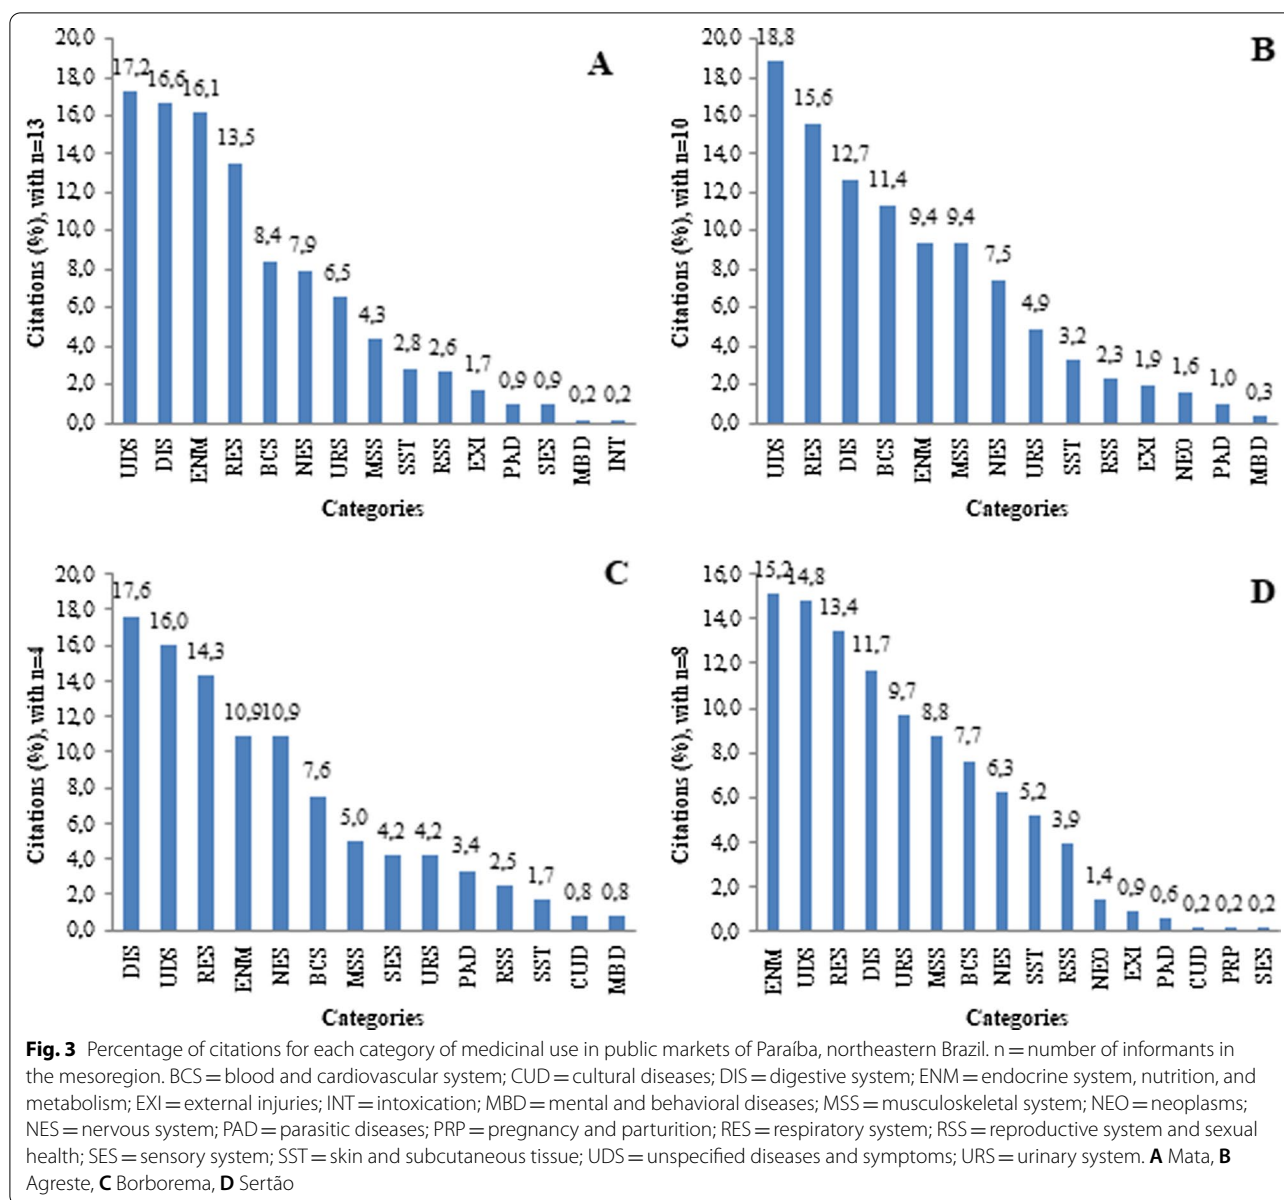 A
Citations (%), with n=13
20,0
18,0
16,0
14,0
12,0
10,0
8,0
6,0
4,0
2,0
0,0
17,2 16,6 16,1 13,5 8,4 7,9 6,5 4,3 2,8 2,6 1,7 0,9 0,9 0,2 0,2
UDS DIS ENM RES BCS NES URS MSS SST RSS EXI PAD SES MBD INT
Categories
B
Citations (%), with n=10
20,0
18,0
16,0
14,0
12,0
10,0
8,0
6,0
4,0
2,0
0,0
18,8 15,6 12,7 11,4 9,4 9,4 7,5 4,9 3,2 2,3 1,9 1,6 1,0 0,3
UDS RES DIS BCS ENM MSS NES URS SST RSS EXI NEO PAD MBD
Categories
C
Citations (%), with n=4
20,0
18,0
16,0
14,0
12,0
10,0
8,0
6,0
4,0
2,0
0,0
17,6 16,0 14,3 10,9 10,9 7,6 5,0 4,2 4,2 3,4 2,5 1,7 0,8 0,8
DIS UDS RES ENM NES BCS MSS SES URS PAD RSS SST CUD MBD
Categories
D
Citations (%), with n=8
16,0
14,0
12,0
10,0
8,0
6,0
4,0
2,0
0,0
15,2 14,8 13,4 11,7 9,7 8,8 7,7 6,3 5,2 3,9 1,4 0,9 0,6 0,2 0,2 0,2
ENM UDS RES DIS URS MSS BCS NES SST RSS NEO EXI PAD CUD PRP SES
Categories
Fig. 3 Percentage of citations for each category of medicinal use in public markets of Paraíba, northeastern Brazil. n = number of informants in
the mesoregion. BCS = blood and cardiovascular system; CUD = cultural diseases; DIS = digestive system; ENM = endocrine system, nutrition, and
metabolism; EXI = external injuries; INT = intoxication; MBD = mental and behavioral diseases; MSS = musculoskeletal system; NEO = neoplasms;
NES = nervous system; PAD = parasitic diseases; PRP = pregnancy and parturition; RES = respiratory system; RSS = reproductive system and sexual
health; SES = sensory system; SST = skin and subcutaneous tissue; UDS = unspecified diseases and symptoms; URS = urinary system. A Mata, B
Agreste, C Borborema, D Sertão